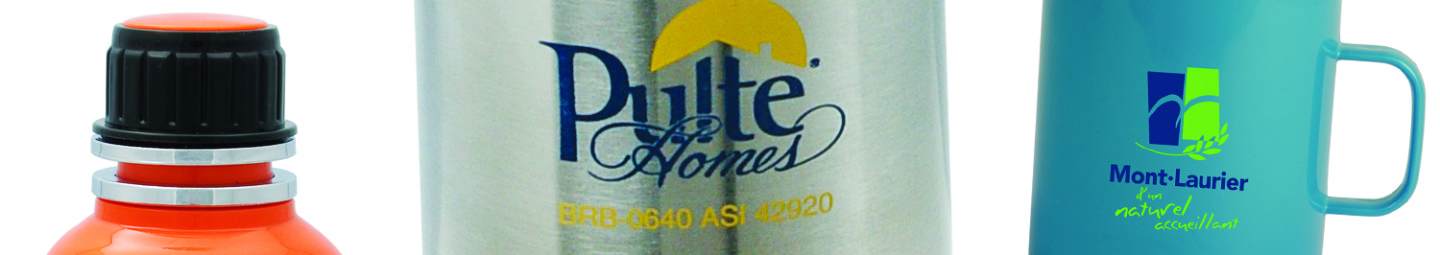 Pulte
Homes
BRB-0640 ASI 42920
Mont·Laurier
d'un
naturel
accueillant